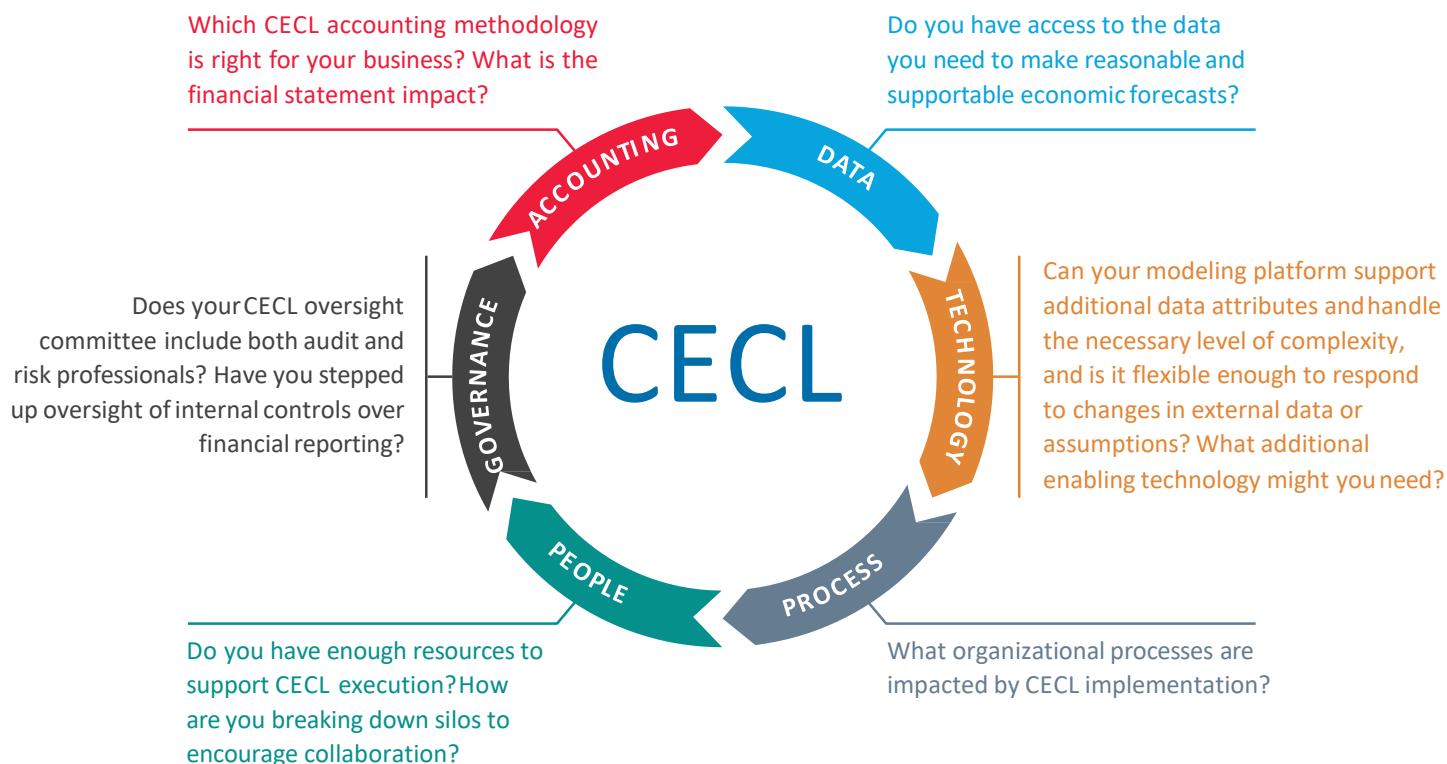 Which CECL accounting methodology
is right for your business? What is the
financial statement impact?
Do you have access to the data
you need to make reasonable and
supportable economic forecasts?
ACCOUNTING
DATA
Does your CECL oversight
committee include both audit and
risk professionals? Have you stepped
up oversight of internal controls over
financial reporting?
GOVERNANCE
CECL
TECHNOLOGY
Can your modeling platform support
additional data attributes and handle
the necessary level of complexity,
and is it flexible enough to respond
to changes in external data or
assumptions? What additional
enabling technology might you need?
PEOPLE
PROCESS
Do you have enough resources to
support CECL execution? How
are you breaking down silos to
encourage collaboration?
What organizational processes are
impacted by CECL implementation?